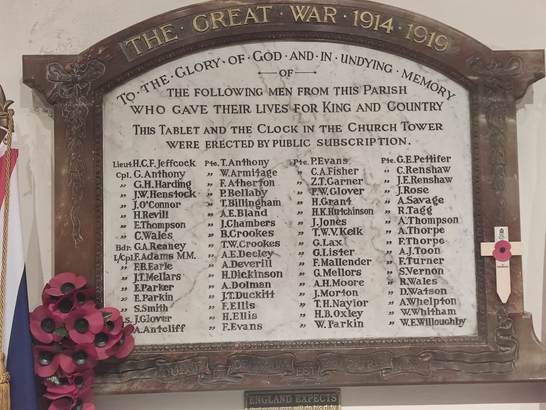 THE GREAT WAR · 1914 · 1919
TO · THE · GLORY · OF · GOD · AND · IN · UNDYING · MEMORY
OF
THE FOLLOWING MEN FROM THIS PARISH
WHO GAVE THEIR LIVES FOR KING AND COUNTRY
THIS TABLET AND THE CLOCK IN THE CHURCH TOWER
WERE ERECTED BY PUBLIC SUBSCRIPTION.
Lieut. H.C.F. Jeffcock
Cpl. G. Anthony
„ G.H. Harding
„ J.W. Henstock
„ J. O'Connor
„ H. Revill
„ E. Thompson
„ C. Wales
Bdr. G.A. Reaney
L/Cpl. F. Adams MM.
„ F.B. Earle
„ J.T. Mellars
„ E. Parker
„ E. Parkin
„ S. Smith
J. Glover
A. Antcliff
Pte. T. Anthony
„ W. Armitage
„ F. Atherton
„ P. Bellaby
„ T. Billingham
„ A.E. Bland
„ J. Chambers
„ B. Crookes
„ T.W. Crookes
„ A.E. Deeley
„ A. Deverill
„ H. Dickinson
„ A. Dolman
„ J.T. Duckitt
„ F. Ellis
„ H. Ellis
„ F. Evans
Pte. P. Evans
„ C.A. Fisher
„ Z.T. Garner
„ P.W. Glover
„ H. Grant
„ H.K. Hutchinson
„ J. Jones
„ T.W.V. Kelk
„ G. Lax
„ G. Lister
„ F. Mallender
„ G. Mellors
„ A.H. Moore
„ J. Morton
„ T.H. Naylor
„ H.B. Oxley
„ W. Parkin
Pte. G.E. Pettifer
„ C. Renshaw
„ J.E. Renshaw
„ J. Rose
„ A. Savage
„ R. Tagg
„ A. Thompson
„ A. Thorpe
„ F. Thorpe
„ A.J. Toon
„ F. Turner
„ S. Vernon
„ R. Wales
„ D. Watson
„ A. Whelpton
„ W. Whitham
„ W.E. Willoughby
ENGLAND EXPECTS